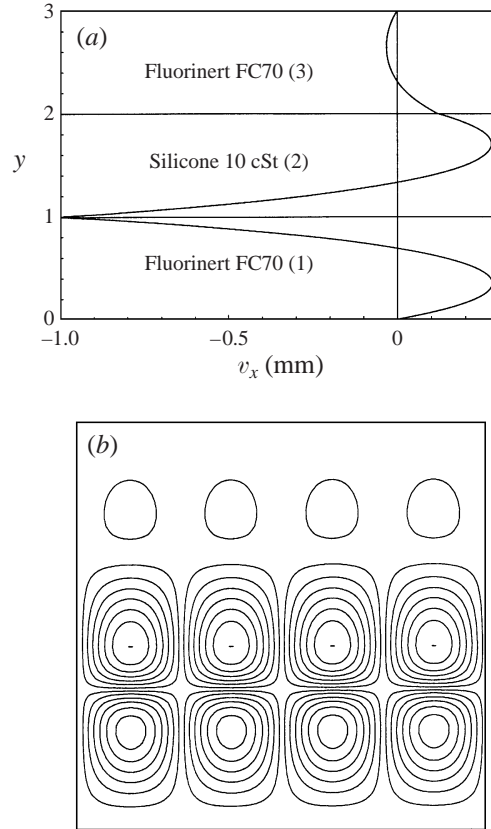 (a)
3
Fluorinert FC70 (3)
2
y
Silicone 10 cSt (2)
1
Fluorinert FC70 (1)
0
–1.0
–0.5
0
v_x (mm)
(b)